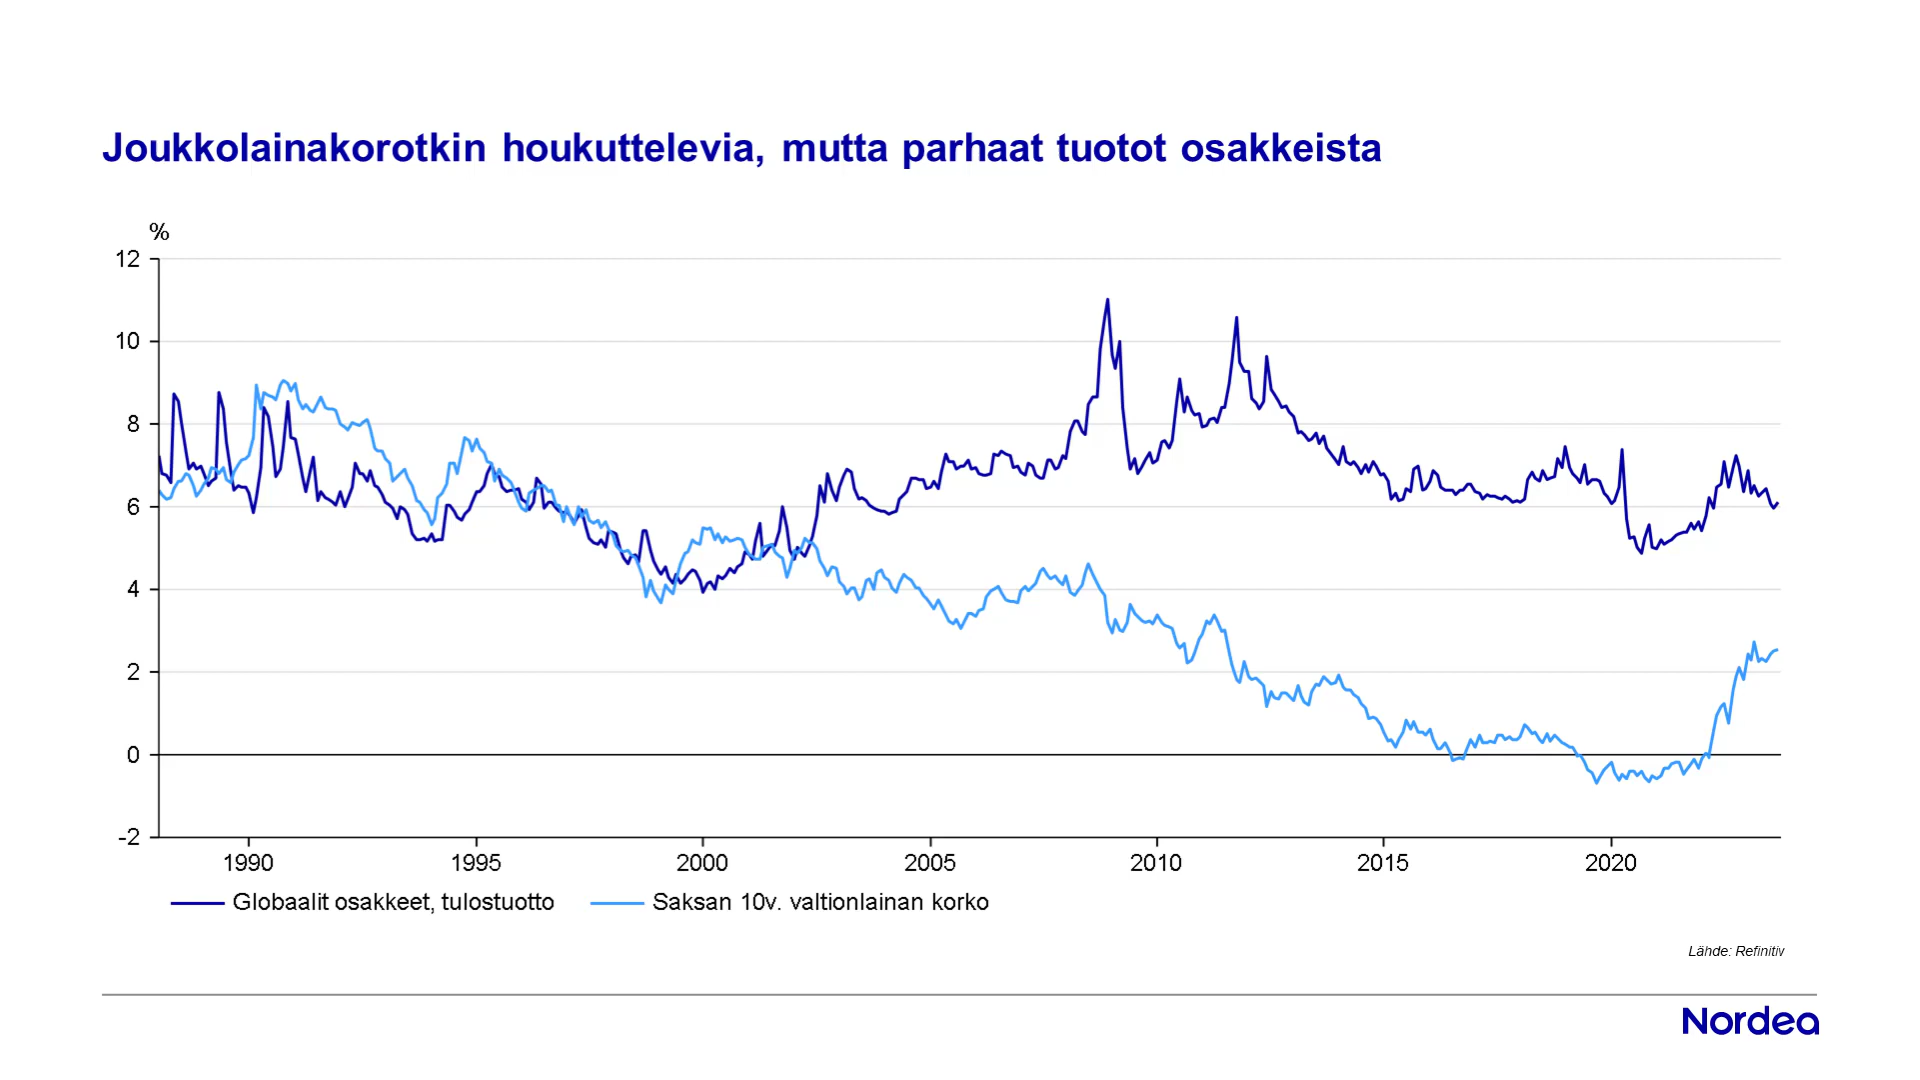 Joukkolainakorotkin houkuttelevia, mutta parhaat tuotot osakkeista
%
12
10
8
6
4
2
0
-2
1990 1995 2000 2005 2010 2015 2020
Globaalit osakkeet, tulostuotto Saksan 10v. valtionlainan korko
Lähde: Refinitiv
Nordea